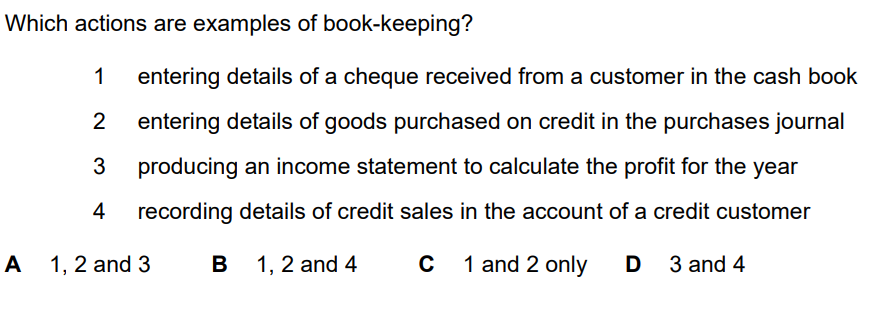 Which actions are examples of book-keeping?
1 entering details of a cheque received from a customer in the cash book
2 entering details of goods purchased on credit in the purchases journal
3 producing an income statement to calculate the profit for the year
4 recording details of credit sales in the account of a credit customer
A 1, 2 and 3 B 1, 2 and 4 C 1 and 2 only D 3 and 4